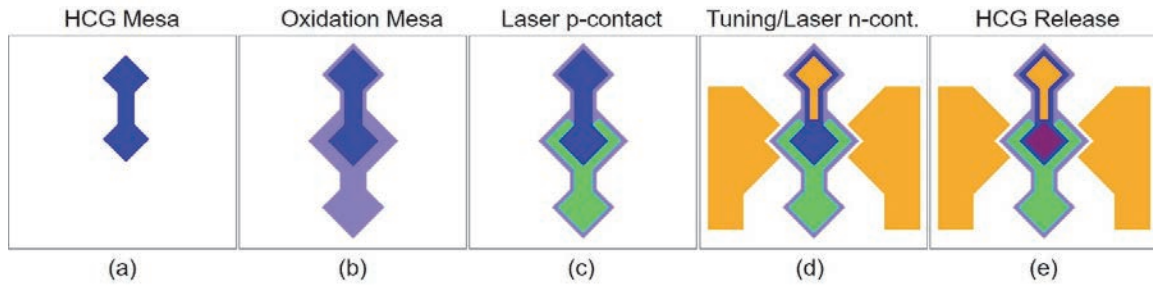 HCG Mesa Oxidation Mesa Laser p-contact Tuning/Laser n-cont. HCG Release
(a) (b) (c) (d) (e)